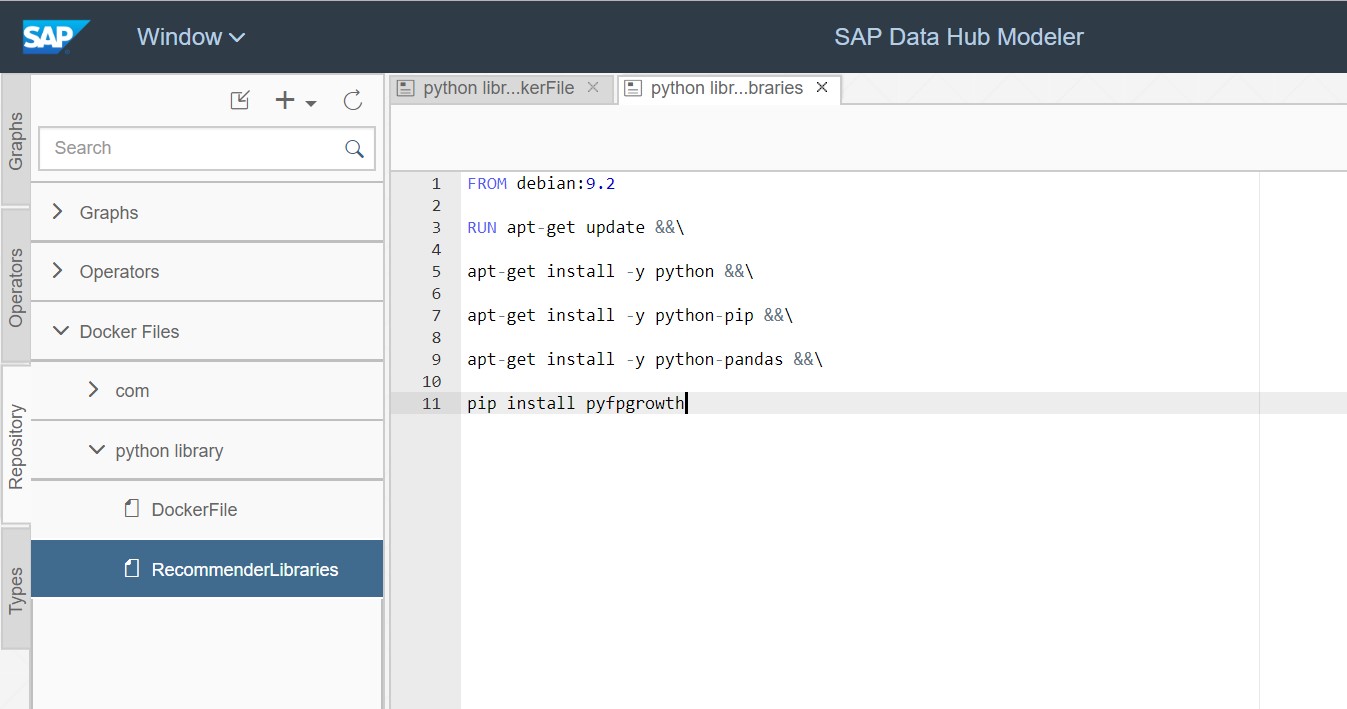 SAP
Window
SAP Data Hub Modeler
Graphs
Operators
Repository
Types
Search
Graphs
Operators
Docker Files
com
python library
DockerFile
RecommenderLibraries
python libr...kerFile
python libr...braries
1 FROM debian:9.2
2
3 RUN apt-get update &&\
4
5 apt-get install -y python &&\
6
7 apt-get install -y python-pip &&\
8
9 apt-get install -y python-pandas &&\
10
11 pip install pyfpgrowth